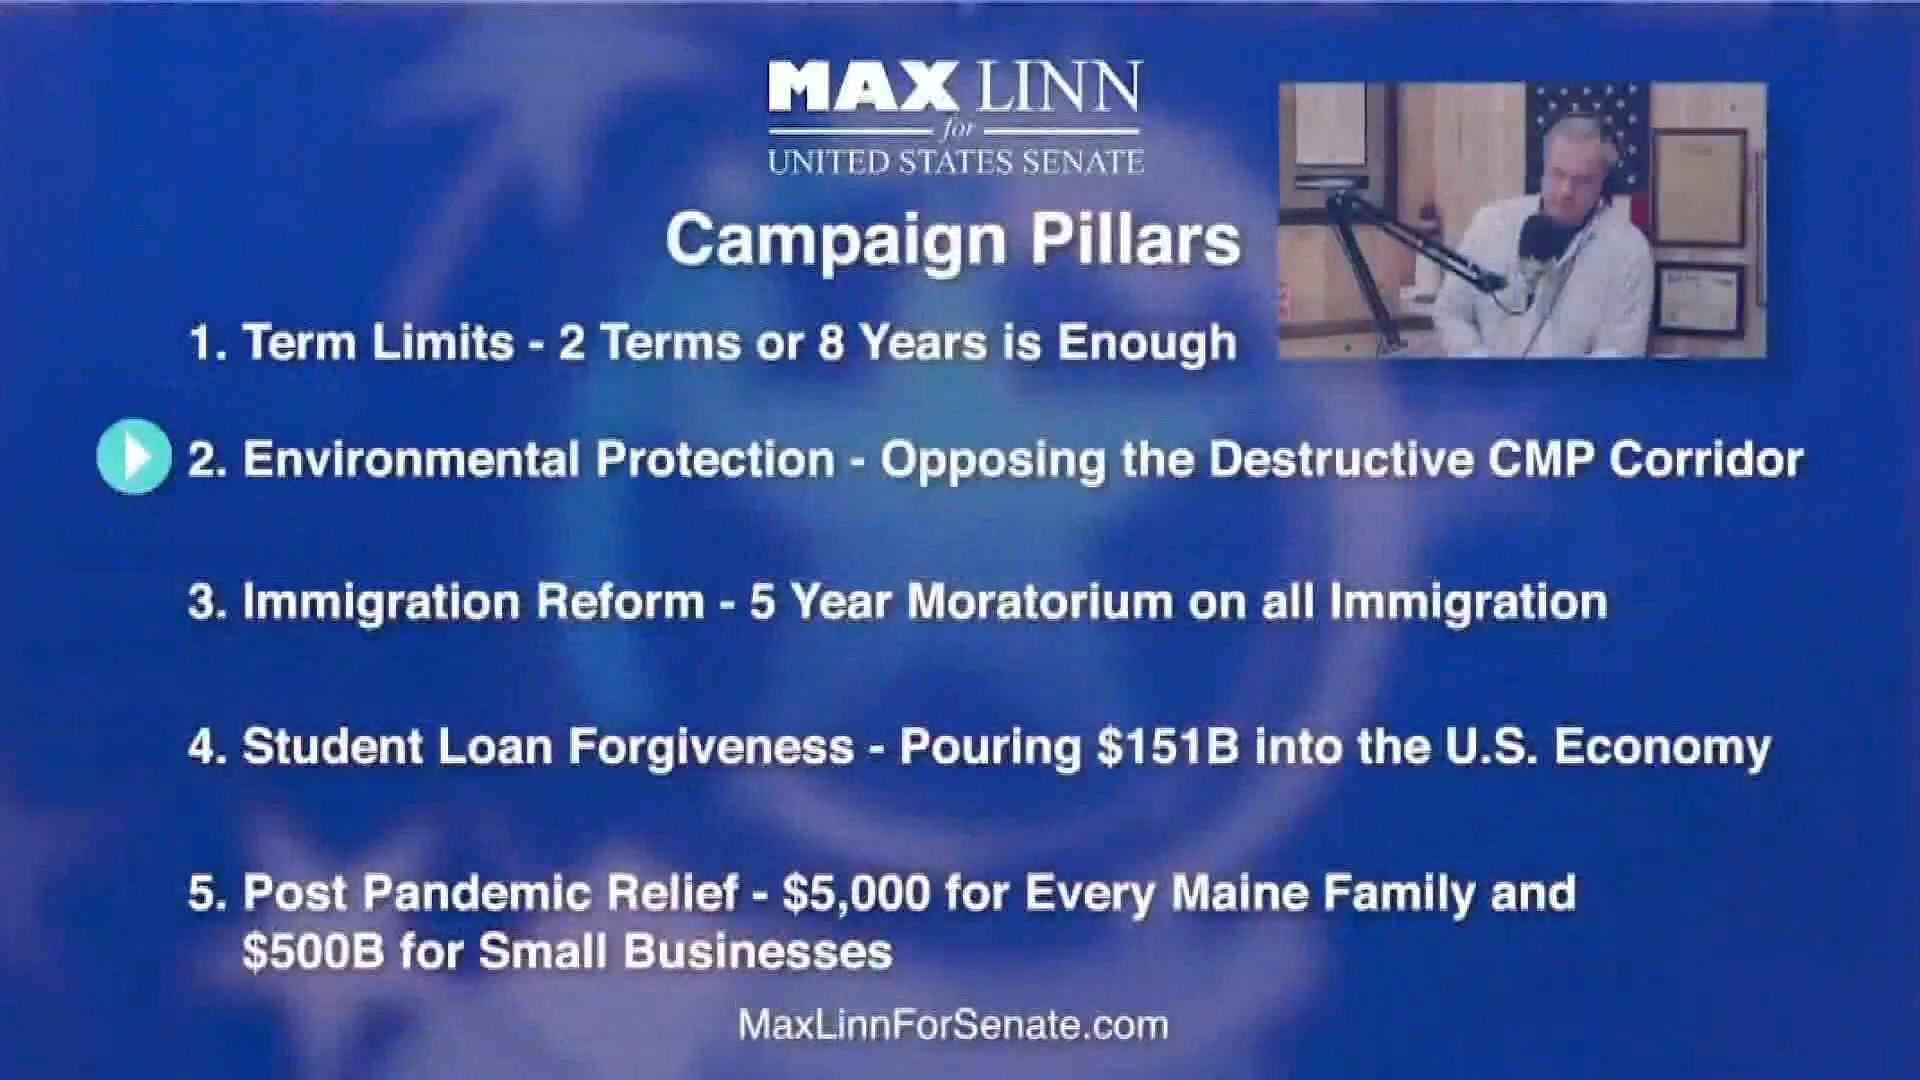 MAX LINN
for
UNITED STATES SENATE
Campaign Pillars
1. Term Limits - 2 Terms or 8 Years is Enough
2. Environmental Protection - Opposing the Destructive CMP Corridor
3. Immigration Reform - 5 Year Moratorium on all Immigration
4. Student Loan Forgiveness - Pouring $151B into the U.S. Economy
5. Post Pandemic Relief - $5,000 for Every Maine Family and
$500B for Small Businesses
MaxLinnForSenate.com